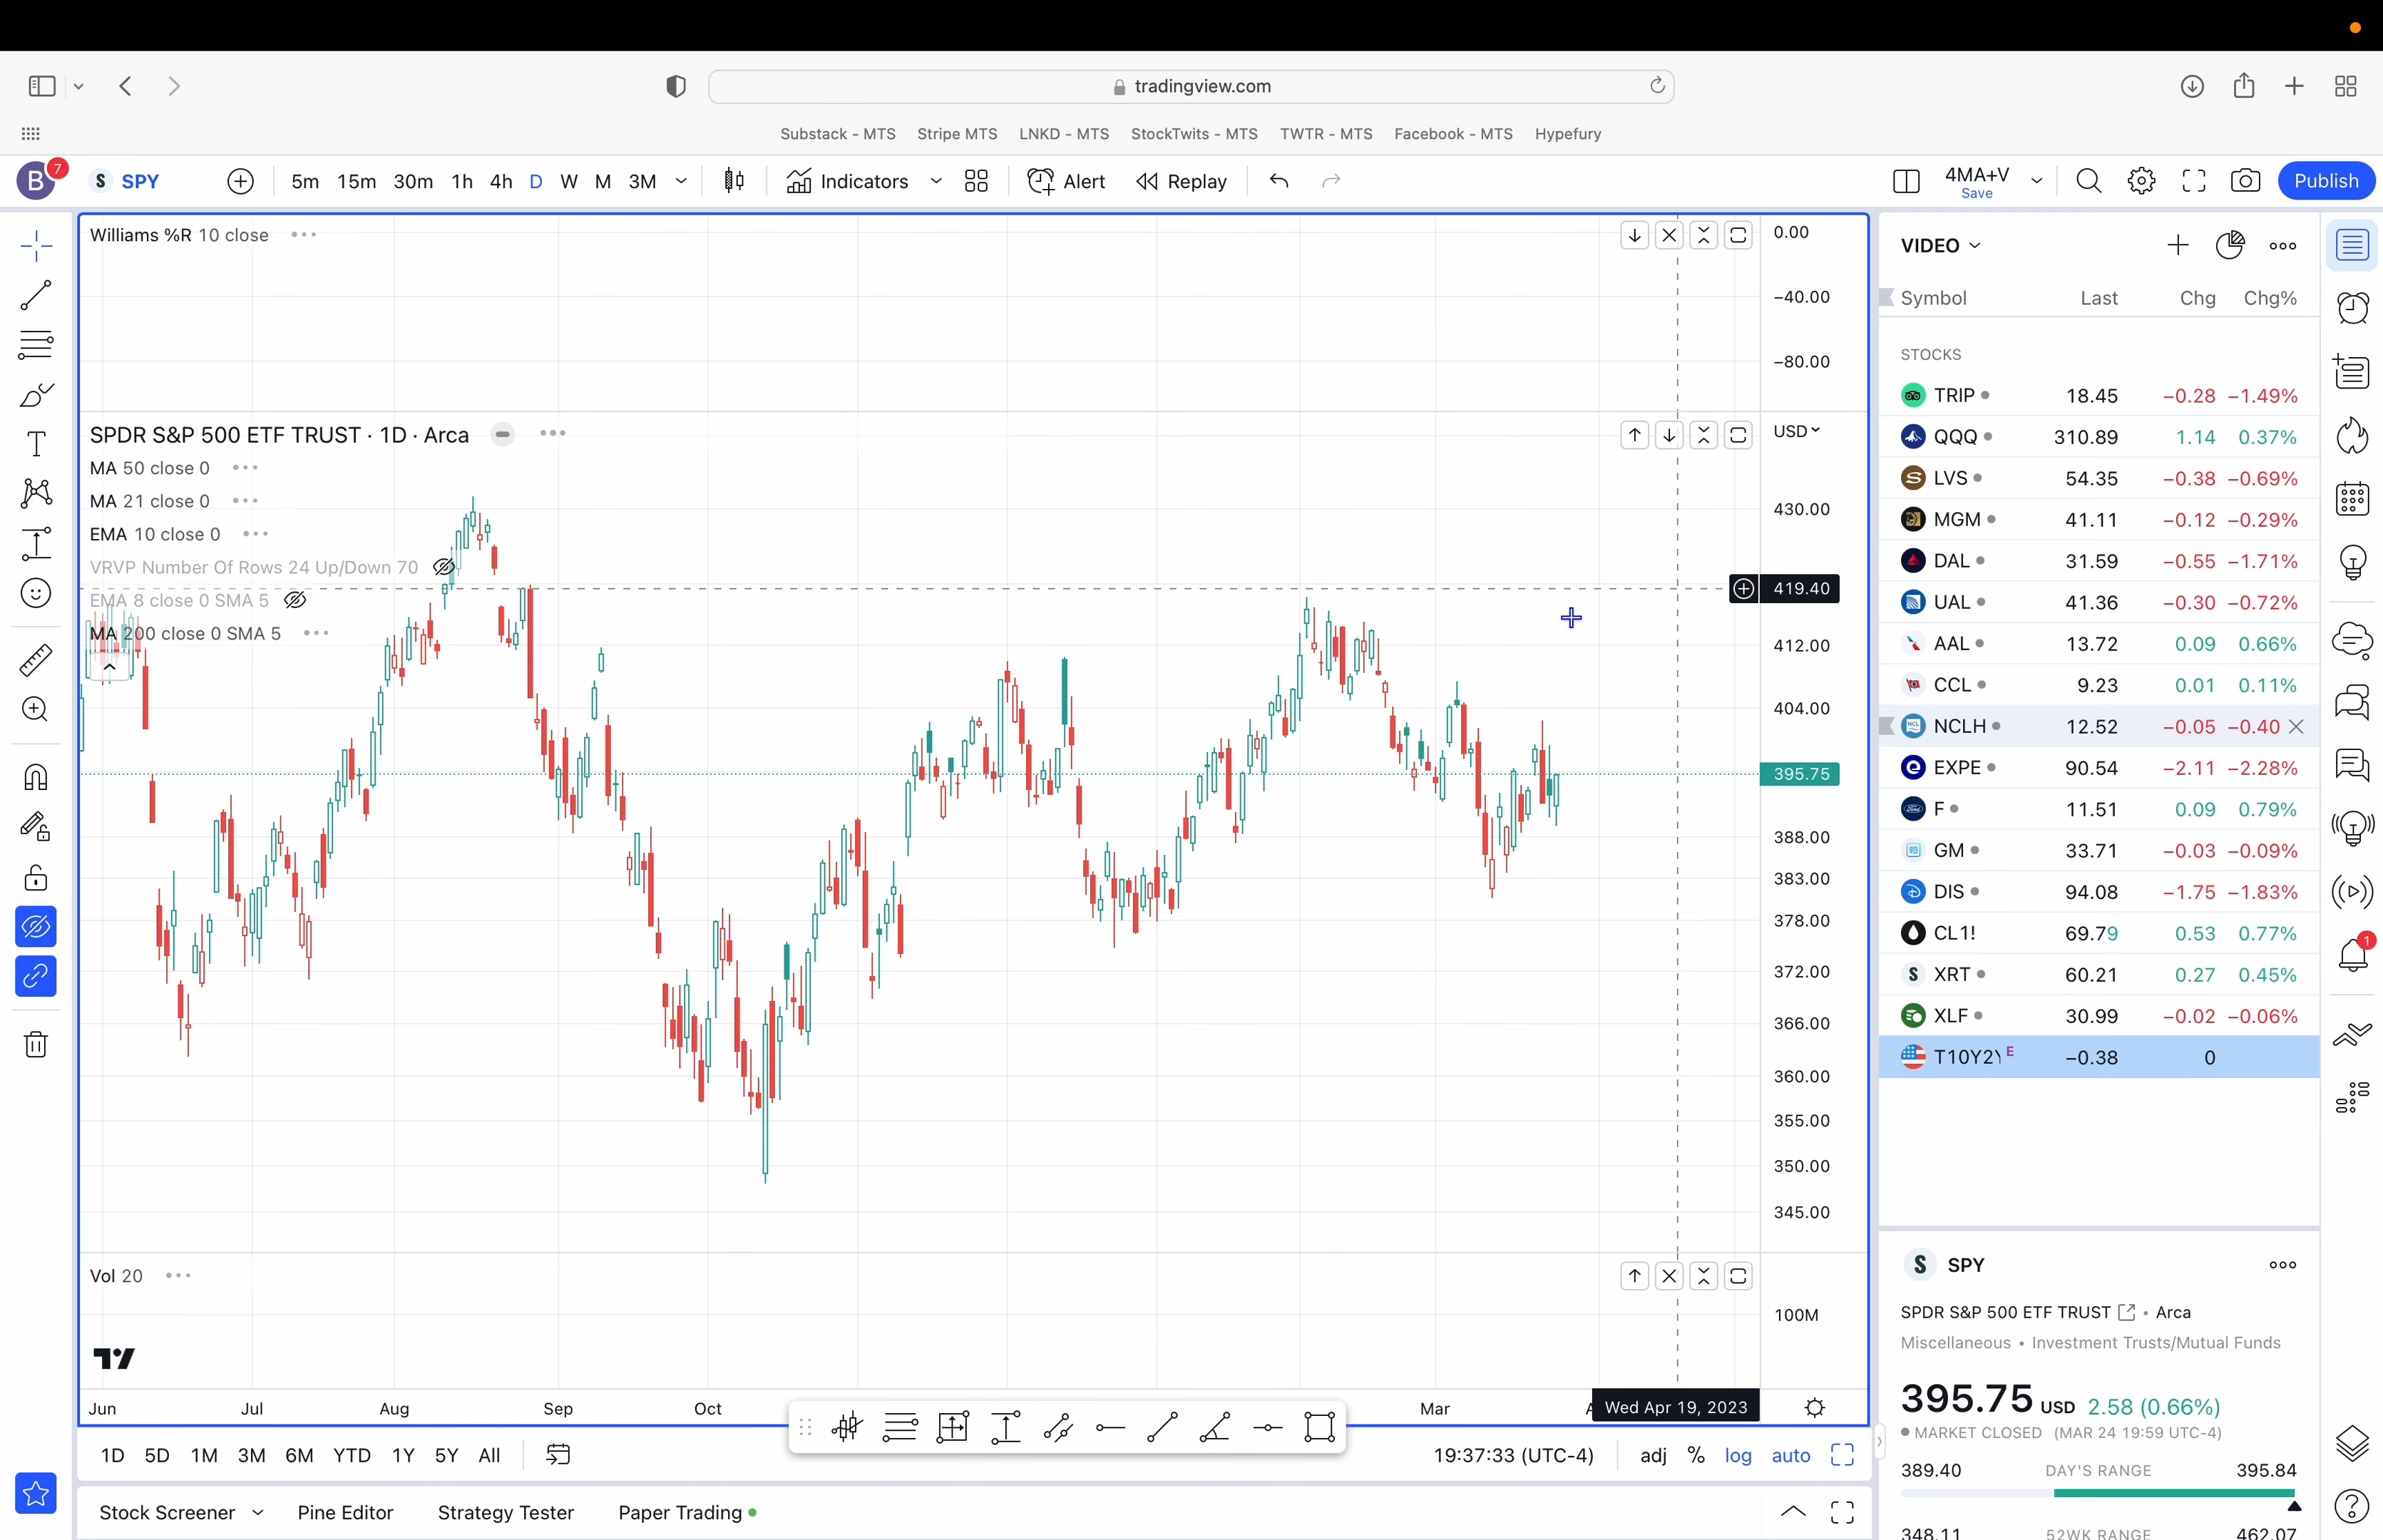 tradingview.com
Substack - MTS Stripe MTS LNKD - MTS StockTwits - MTS TWTR - MTS Facebook - MTS Hypefury
B 7 S SPY 5m 15m 30m 1h 4h D W M 3M Indicators Alert Replay 4MA+V Save Publish
Williams %R 10 close
0.00
−40.00
−80.00
SPDR S&P 500 ETF TRUST · 1D · Arca
USD
MA 50 close 0
MA 21 close 0
EMA 10 close 0
VRVP Number Of Rows 24 Up/Down 70
EMA 8 close 0 SMA 5
MA 200 close 0 SMA 5
430.00
419.40
412.00
404.00
395.75
388.00
383.00
378.00
372.00
366.00
360.00
355.00
350.00
345.00
Vol 20
100M
Jun Jul Aug Sep Oct Mar Wed Apr 19, 2023
1D 5D 1M 3M 6M YTD 1Y 5Y All 19:37:33 (UTC-4) adj % log auto
Stock Screener Pine Editor Strategy Tester Paper Trading
VIDEO
Symbol Last Chg Chg%
STOCKS
TRIP 18.45 −0.28 −1.49%
QQQ 310.89 1.14 0.37%
LVS 54.35 −0.38 −0.69%
MGM 41.11 −0.12 −0.29%
DAL 31.59 −0.55 −1.71%
UAL 41.36 −0.30 −0.72%
AAL 13.72 0.09 0.66%
CCL 9.23 0.01 0.11%
NCLH 12.52 −0.05 −0.40
EXPE 90.54 −2.11 −2.28%
F 11.51 0.09 0.79%
GM 33.71 −0.03 −0.09%
DIS 94.08 −1.75 −1.83%
CL1! 69.79 0.53 0.77%
XRT 60.21 0.27 0.45%
XLF 30.99 −0.02 −0.06%
T10Y2Y E −0.38 0
1
S SPY
SPDR S&P 500 ETF TRUST • Arca
Miscellaneous • Investment Trusts/Mutual Funds
395.75 USD 2.58 (0.66%)
MARKET CLOSED (MAR 24 19:59 UTC-4)
389.40 DAY'S RANGE 395.84
348.11 52WK RANGE 462.07